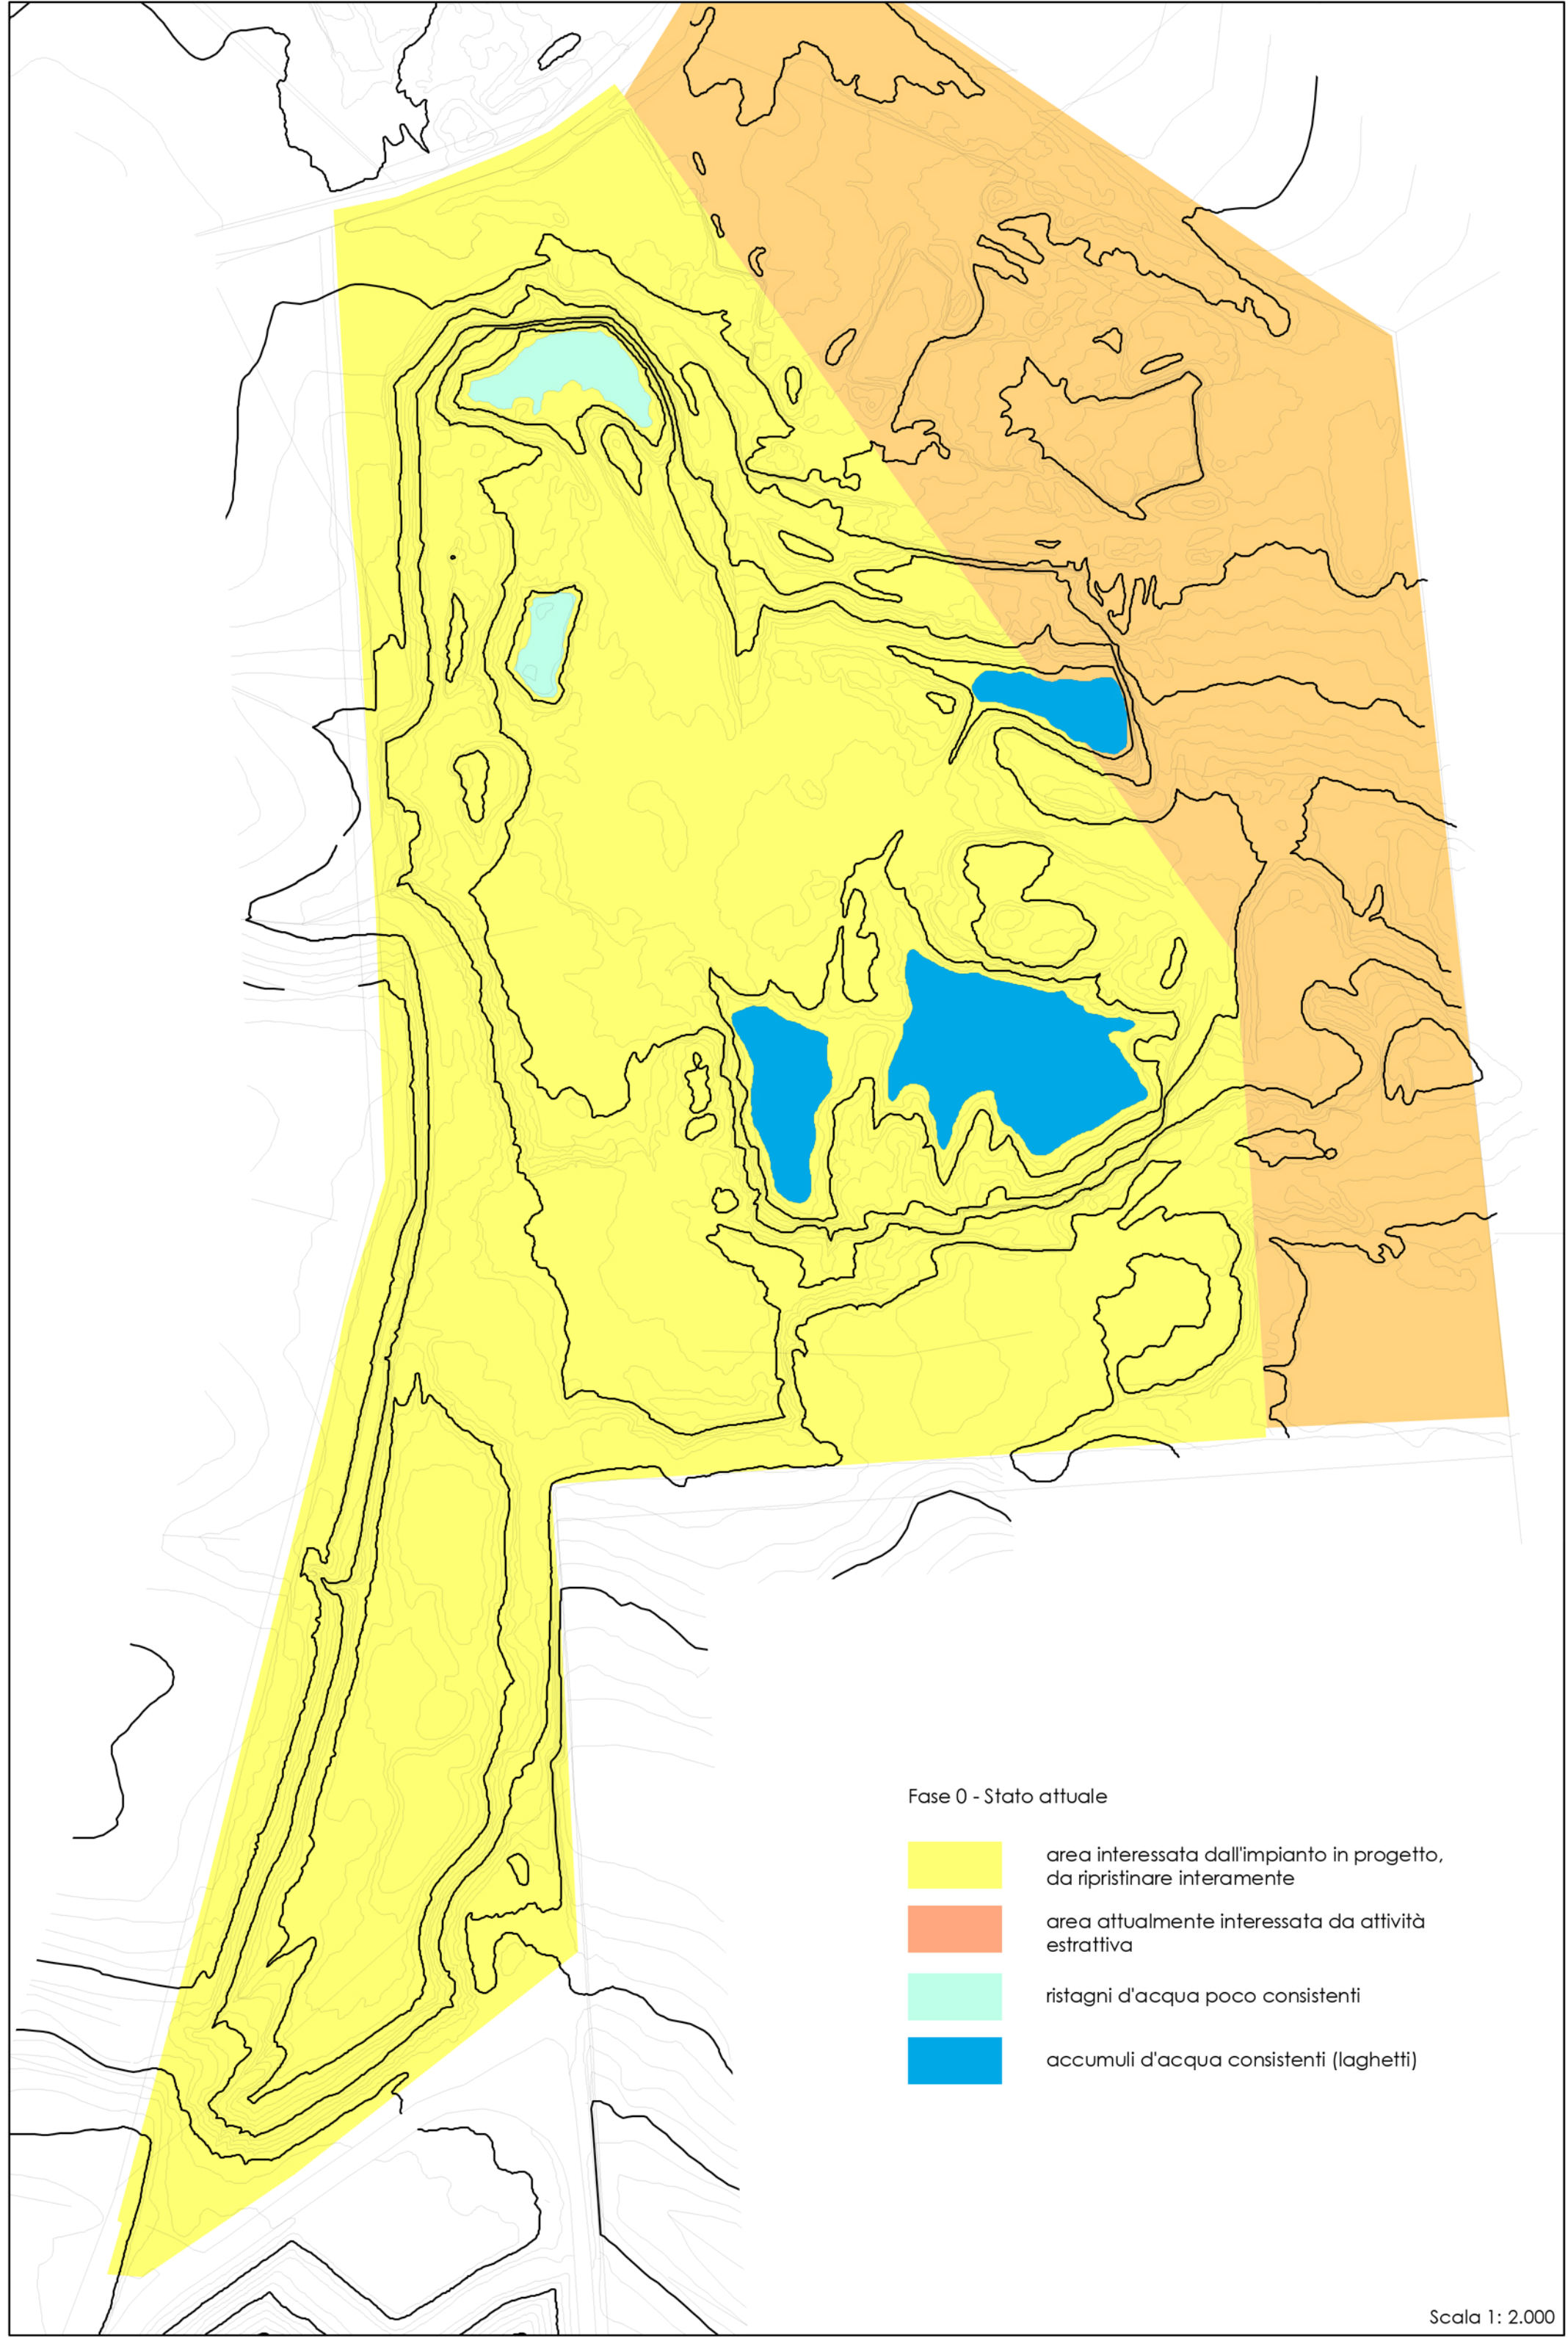 Fase 0 - Stato attuale
area interessata dall'impianto in progetto,
da ripristinare interamente
area attualmente interessata da attività
estrattiva
ristagni d'acqua poco consistenti
accumuli d'acqua consistenti (laghetti)
Scala 1: 2.000